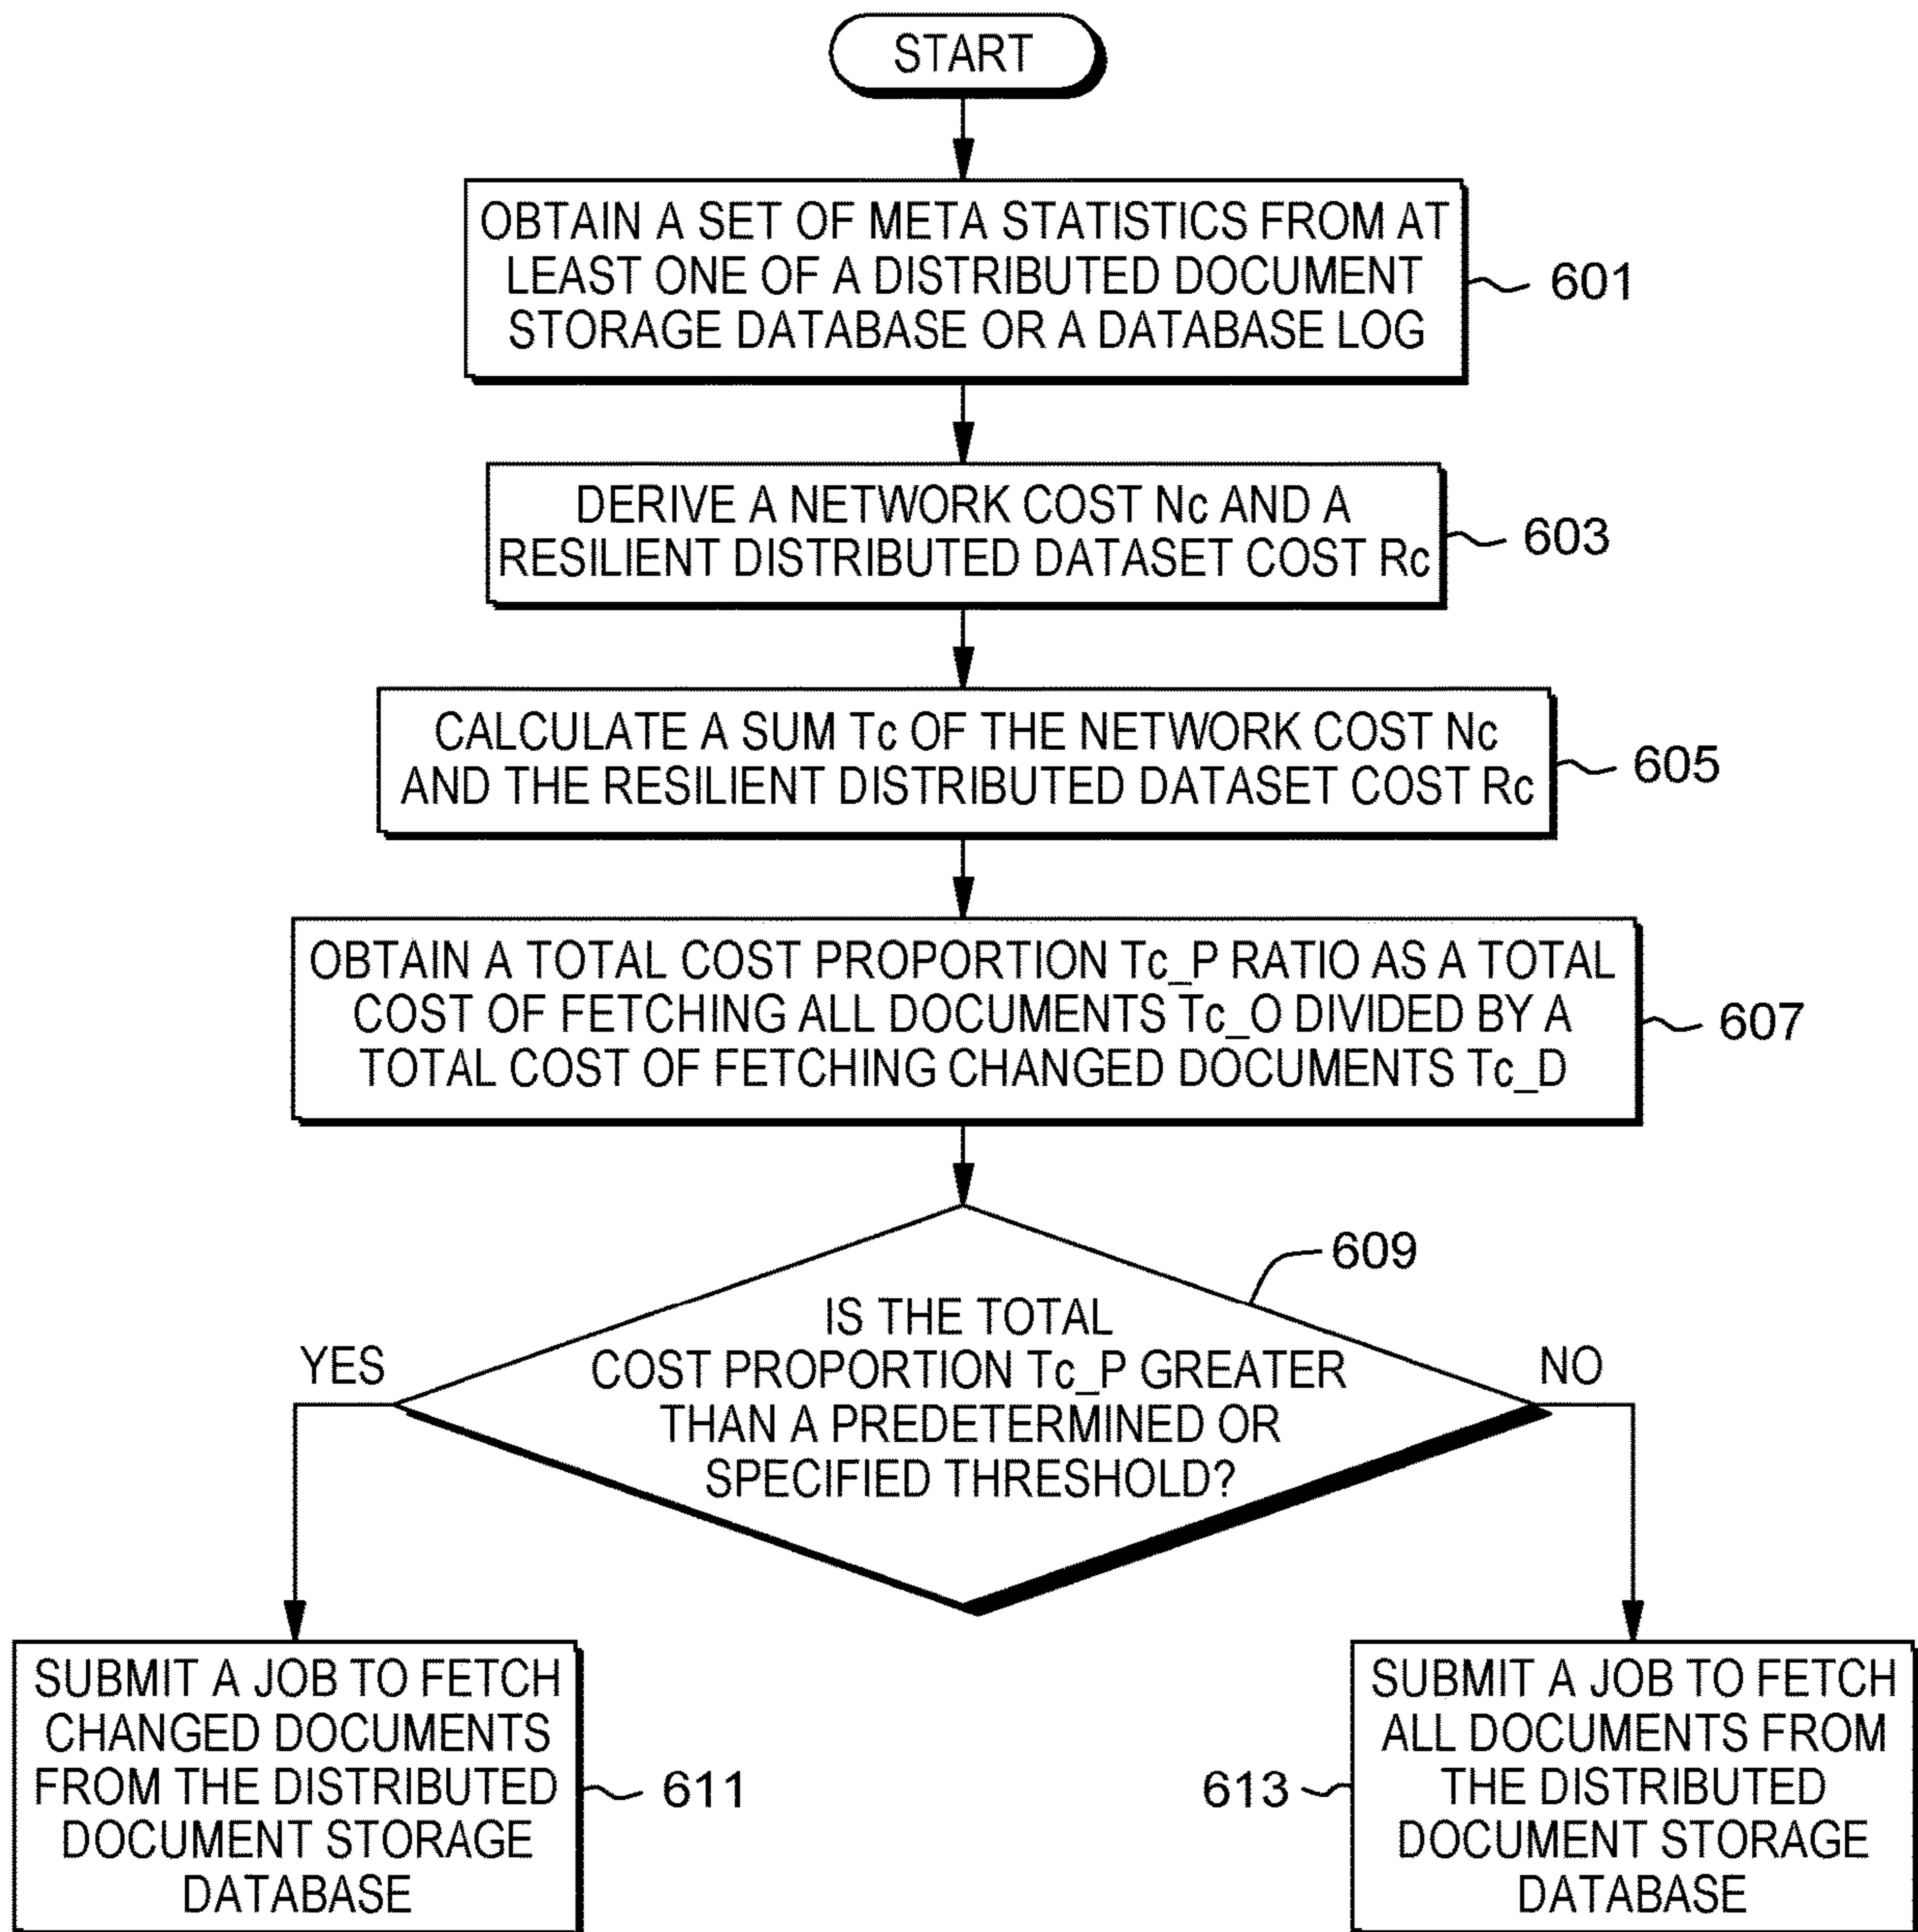 START
OBTAIN A SET OF META STATISTICS FROM AT
LEAST ONE OF A DISTRIBUTED DOCUMENT
STORAGE DATABASE OR A DATABASE LOG
601
DERIVE A NETWORK COST Nc AND A
RESILIENT DISTRIBUTED DATASET COST Rc
603
CALCULATE A SUM Tc OF THE NETWORK COST Nc
AND THE RESILIENT DISTRIBUTED DATASET COST Rc
605
OBTAIN A TOTAL COST PROPORTION Tc_P RATIO AS A TOTAL
COST OF FETCHING ALL DOCUMENTS Tc_O DIVIDED BY A
TOTAL COST OF FETCHING CHANGED DOCUMENTS Tc_D
607
609
IS THE TOTAL
COST PROPORTION Tc_P GREATER
THAN A PREDETERMINED OR
SPECIFIED THRESHOLD?
YES
NO
SUBMIT A JOB TO FETCH
CHANGED DOCUMENTS
FROM THE DISTRIBUTED
DOCUMENT STORAGE
DATABASE
611
613
SUBMIT A JOB TO FETCH
ALL DOCUMENTS FROM
THE DISTRIBUTED
DOCUMENT STORAGE
DATABASE